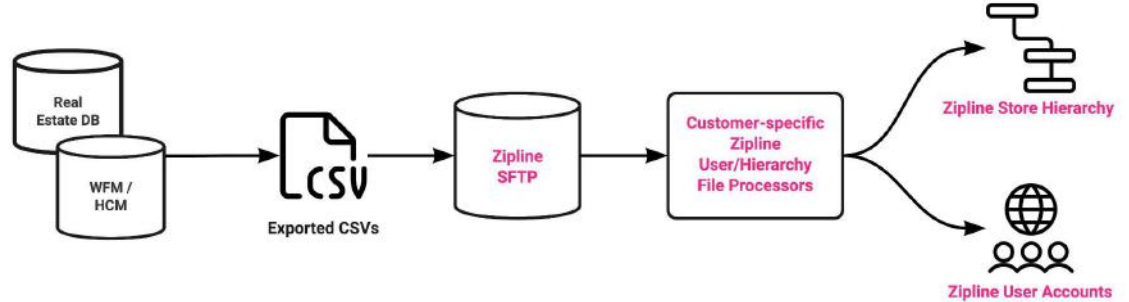 Real
Estate DB
WFM /
HCM
CSV
Exported CSVs
Zipline
SFTP
Customer-specific
Zipline
User/Hierarchy
File Processors
Zipline Store Hierarchy
Zipline User Accounts